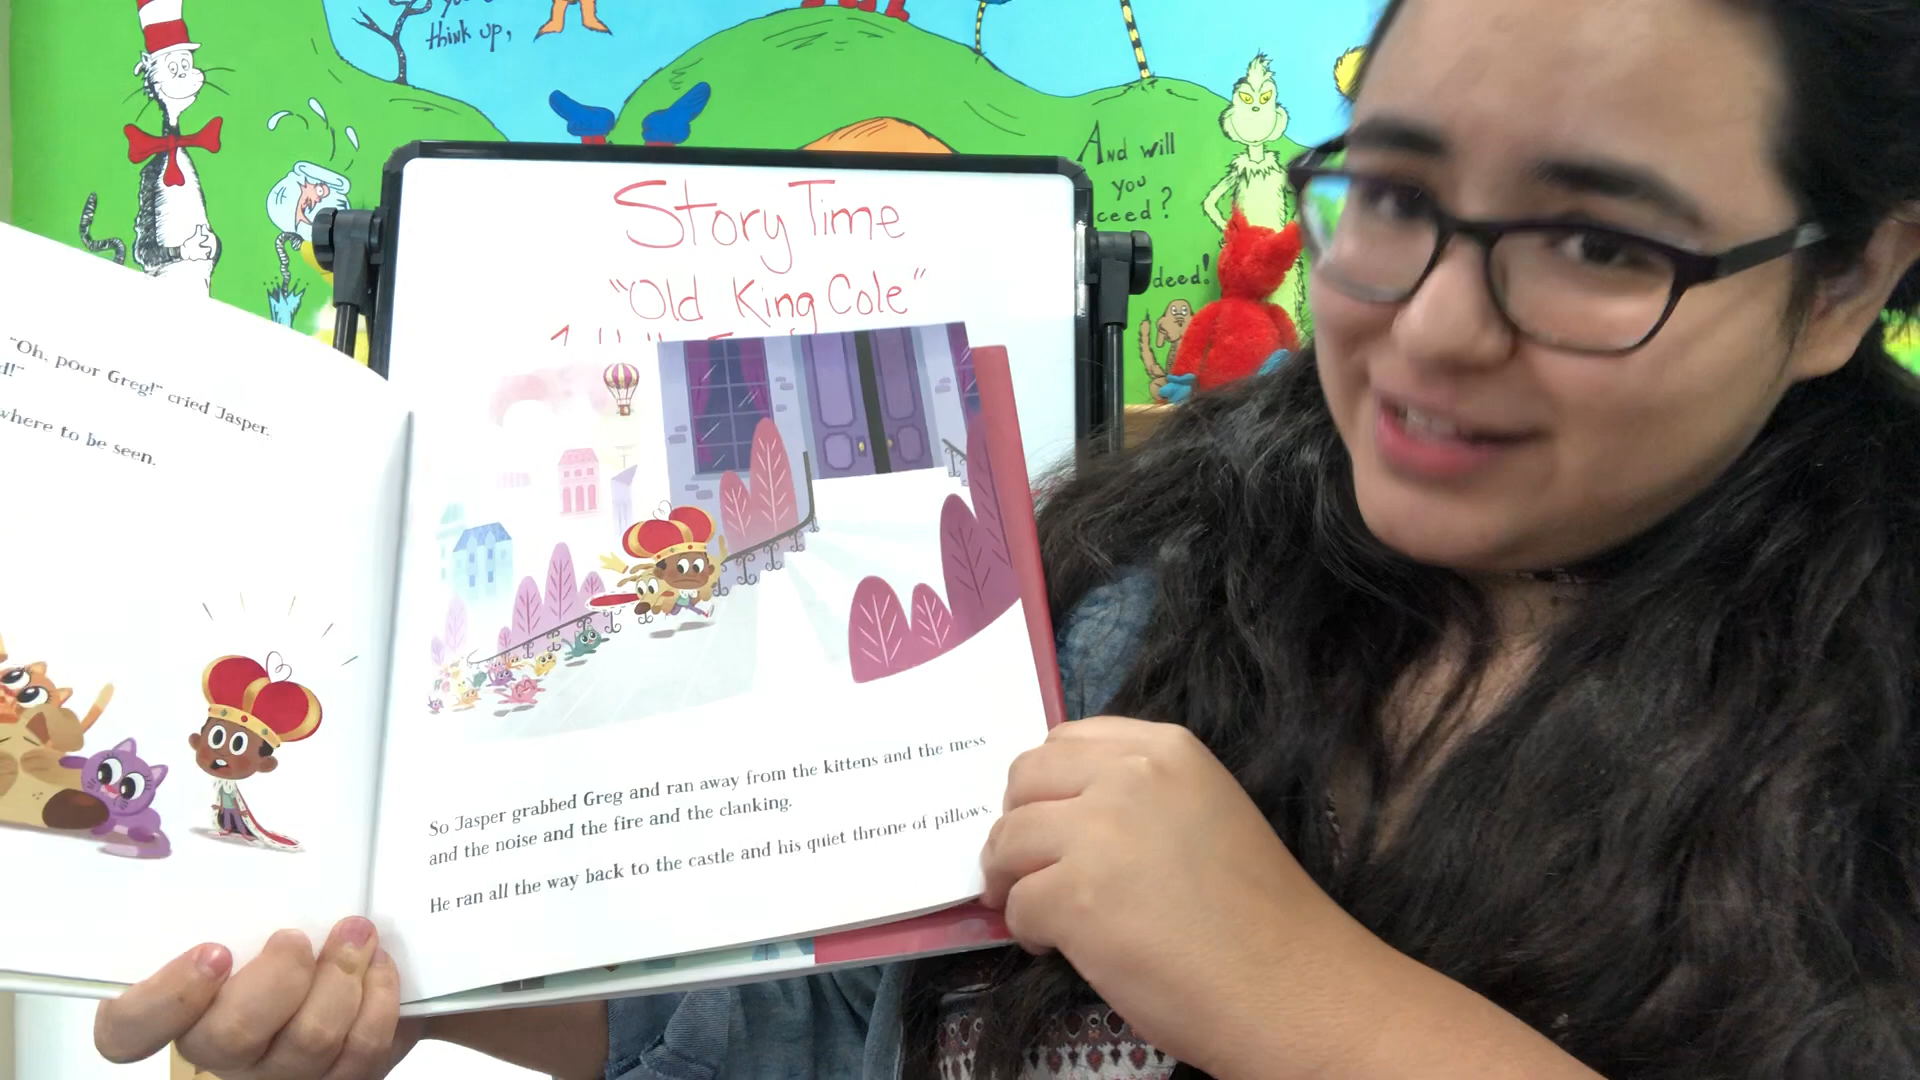 think up,
And will
you
ceed?
deed!
Story Time
"Old King Cole"
"Oh, poor Greg!" cried Jasper.
d!"
where to be seen.
So Jasper grabbed Greg and ran away from the kittens and the mess
and the noise and the fire and the clanking.
He ran all the way back to the castle and his quiet throne of pillows.